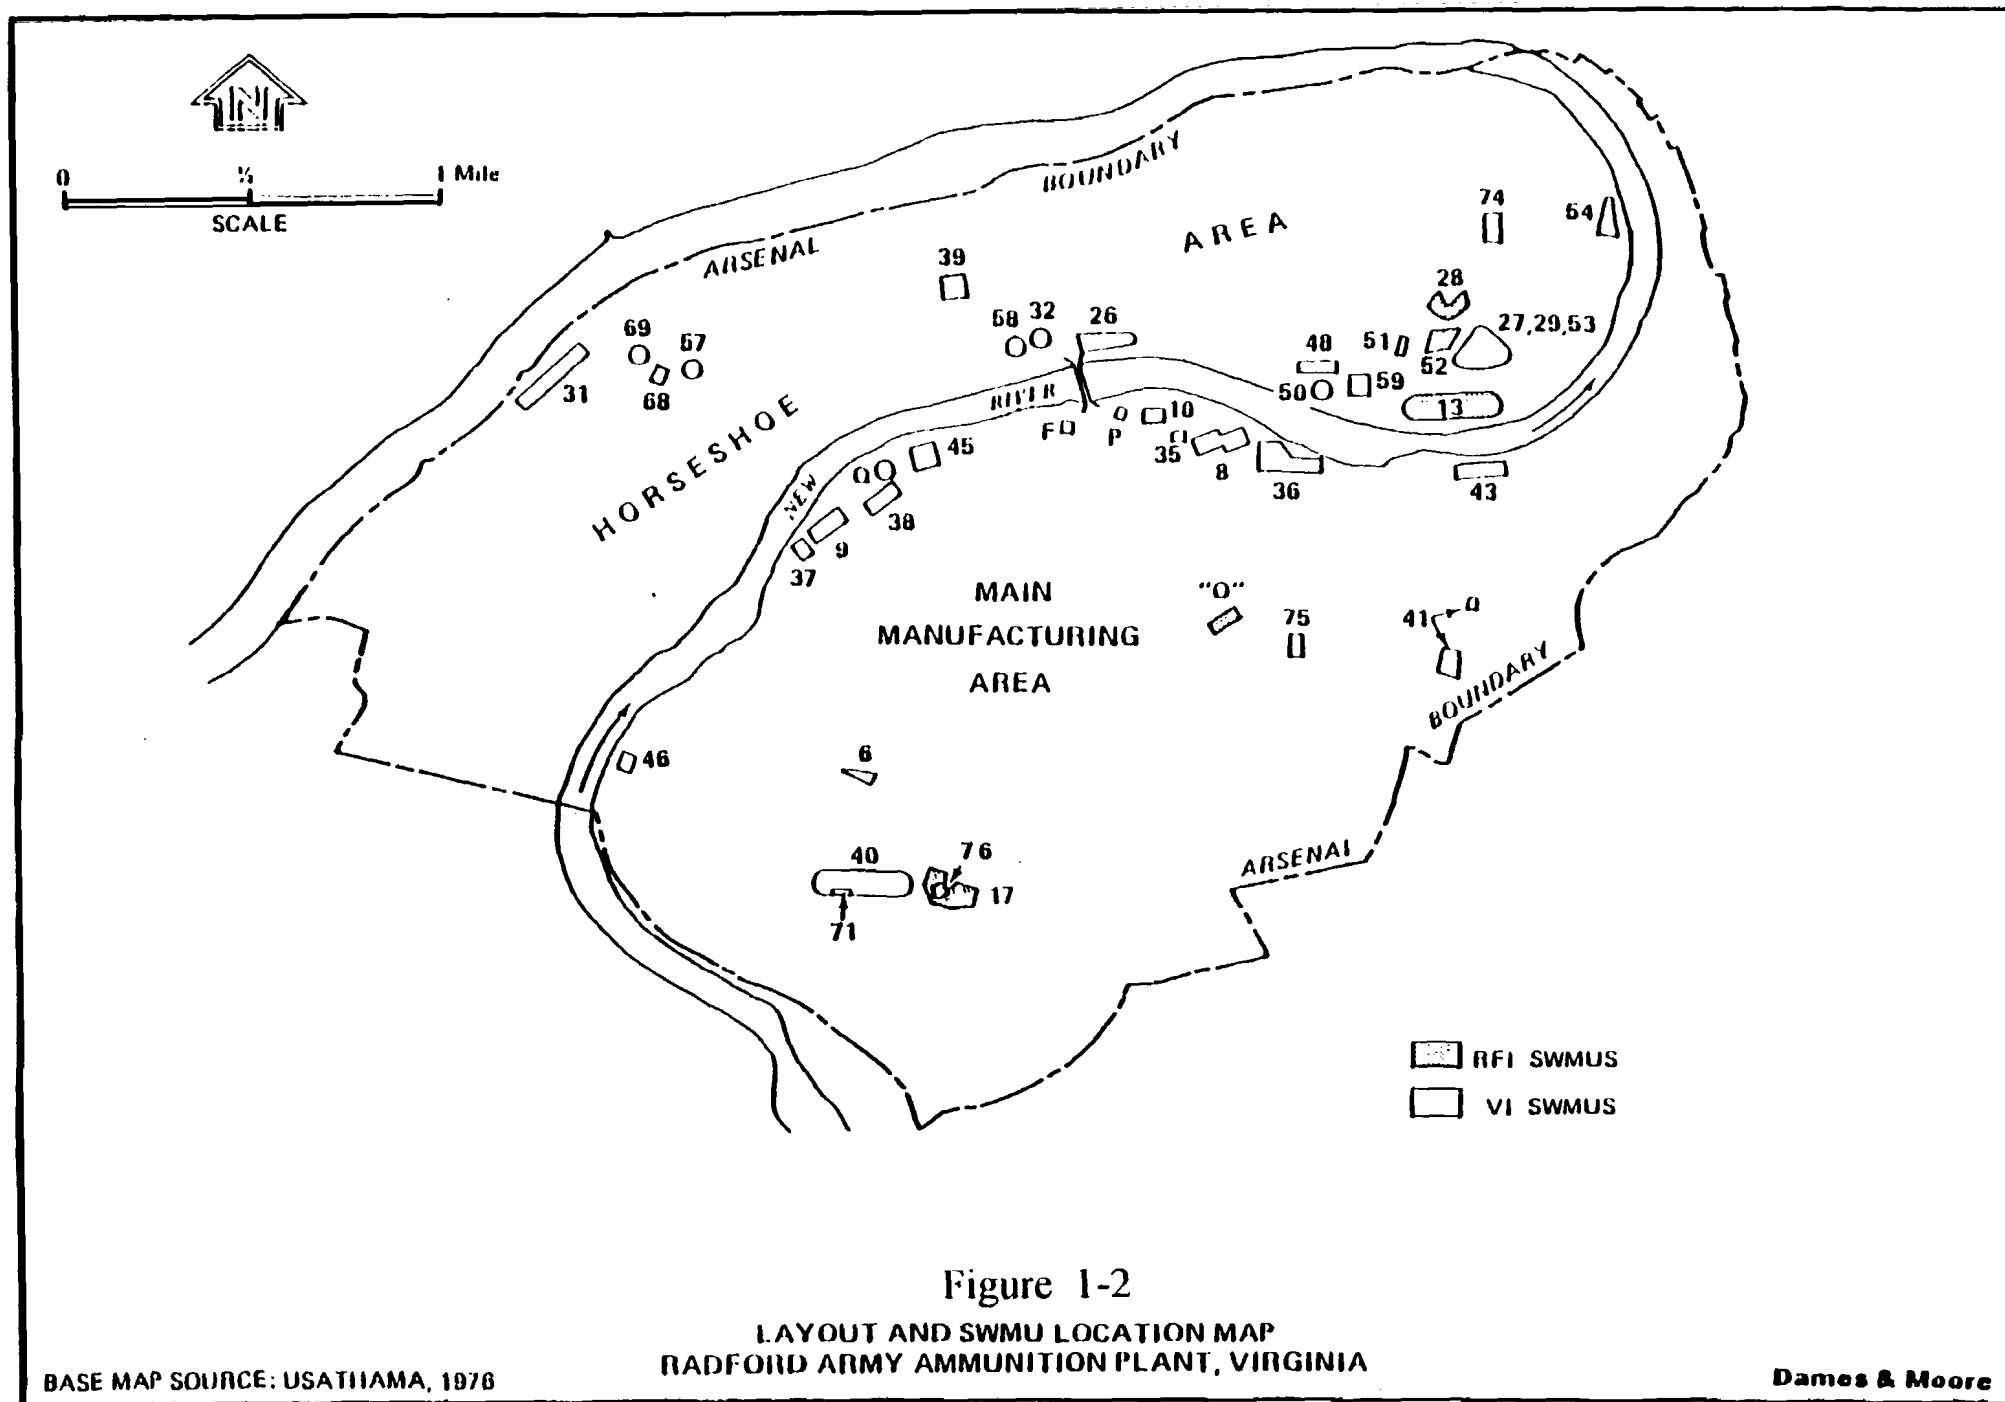 N
0 ½ 1 Mile
SCALE
ARSENAL BOUNDARY
HORSESHOE AREA
74
54
39
28
58 32 26
27,29,53
69 57
48 51
52
31 68
50 59
13
NEW RIVER
F P 10
35 8
36
43
45
Q
38
9
37
MAIN
MANUFACTURING
AREA
"O"
75
41
BOUNDARY
46
6
ARSENAL
40 76
17
71
RFI SWMUS
VI SWMUS
Figure 1-2
LAYOUT AND SWMU LOCATION MAP
RADFORD ARMY AMMUNITION PLANT, VIRGINIA
BASE MAP SOURCE: USATHAMA, 1976
Dames & Moore